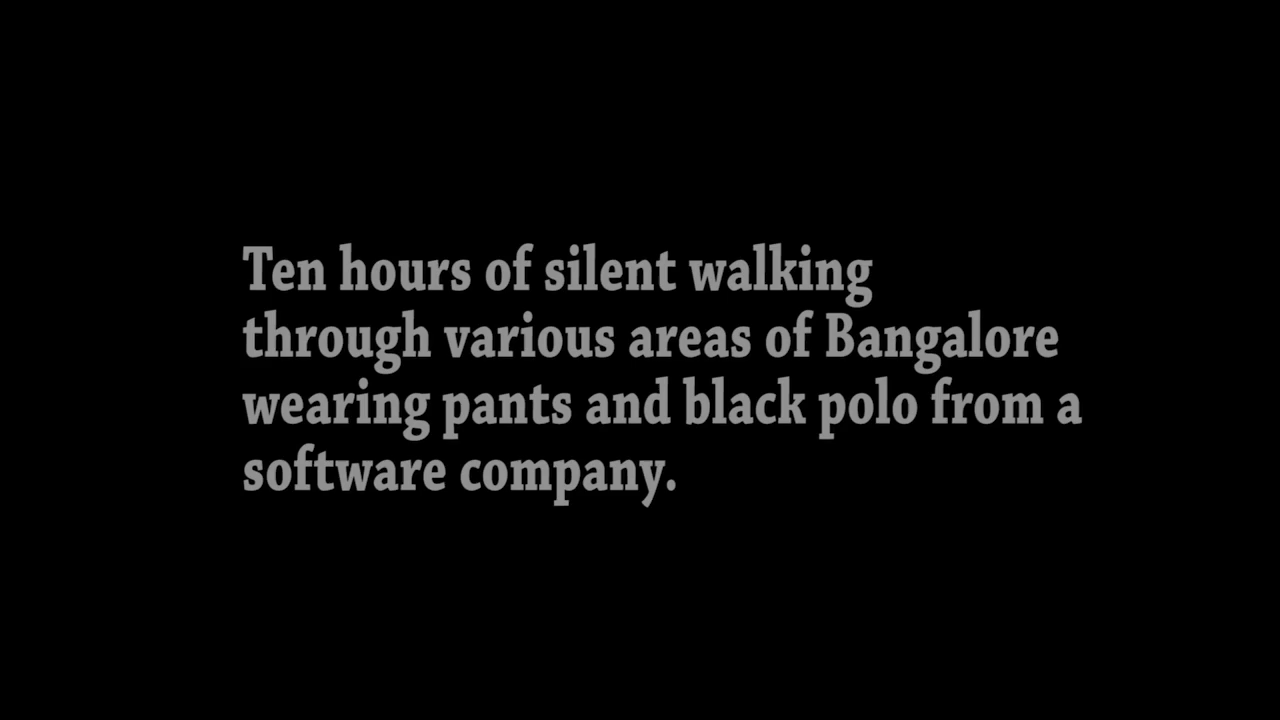 Ten hours of silent walking
through various areas of Bangalore
wearing pants and black polo from a
software company.